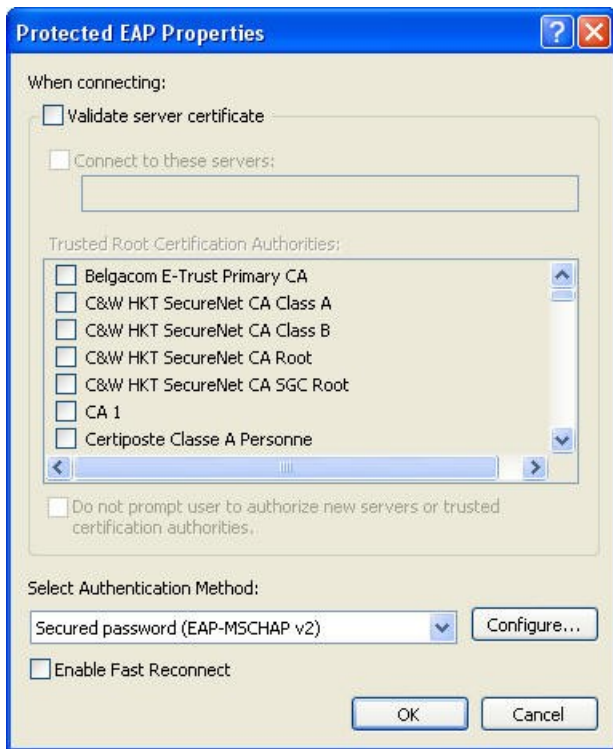 Protected EAP Properties
When connecting:
Validate server certificate
Connect to these servers:
Trusted Root Certification Authorities:
Belgacom E-Trust Primary CA
C&W HKT SecureNet CA Class A
C&W HKT SecureNet CA Class B
C&W HKT SecureNet CA Root
C&W HKT SecureNet CA SGC Root
CA 1
Certiposte Classe A Personne
Do not prompt user to authorize new servers or trusted
certification authorities.
Select Authentication Method:
Secured password (EAP-MSCHAP v2)
Configure...
Enable Fast Reconnect
OK
Cancel